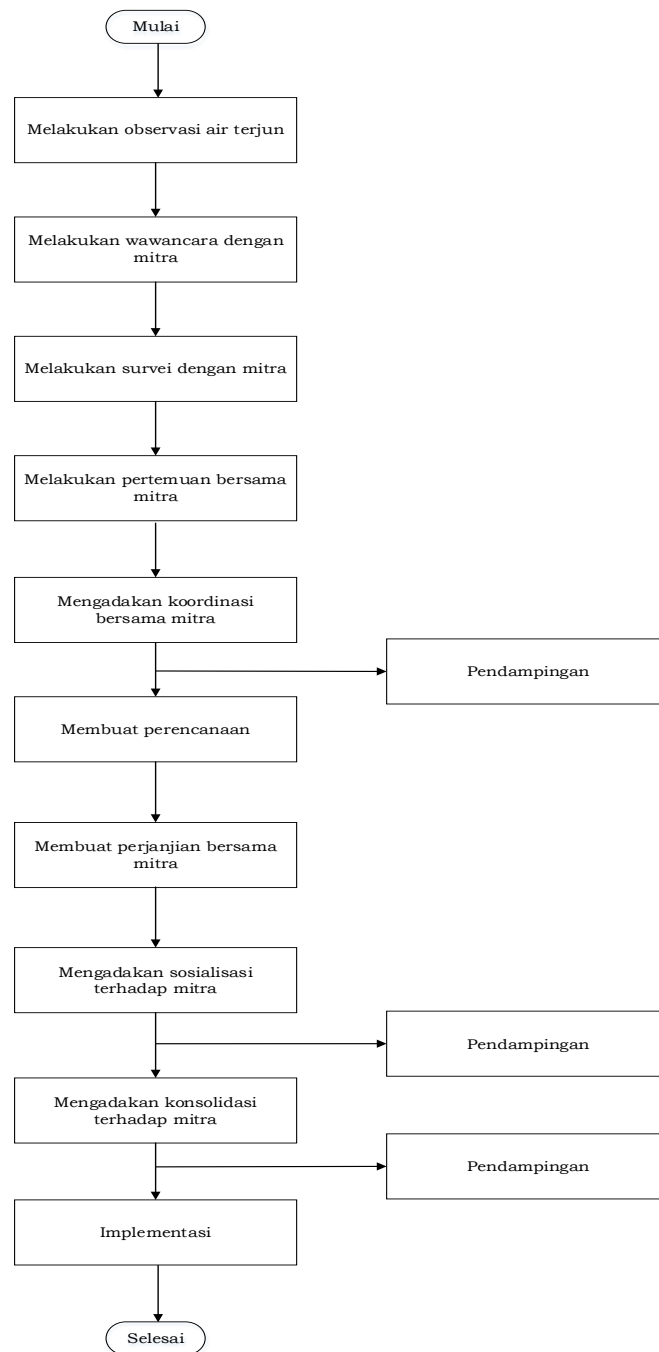 Mulai
Melakukan observasi air terjun
Melakukan wawancara dengan
mitra
Melakukan survei dengan mitra
Melakukan pertemuan bersama
mitra
Mengadakan koordinasi
bersama mitra
Pendampingan
Membuat perencanaan
Membuat perjanjian bersama
mitra
Mengadakan sosialisasi
terhadap mitra
Pendampingan
Mengadakan konsolidasi
terhadap mitra
Pendampingan
Implementasi
Selesai